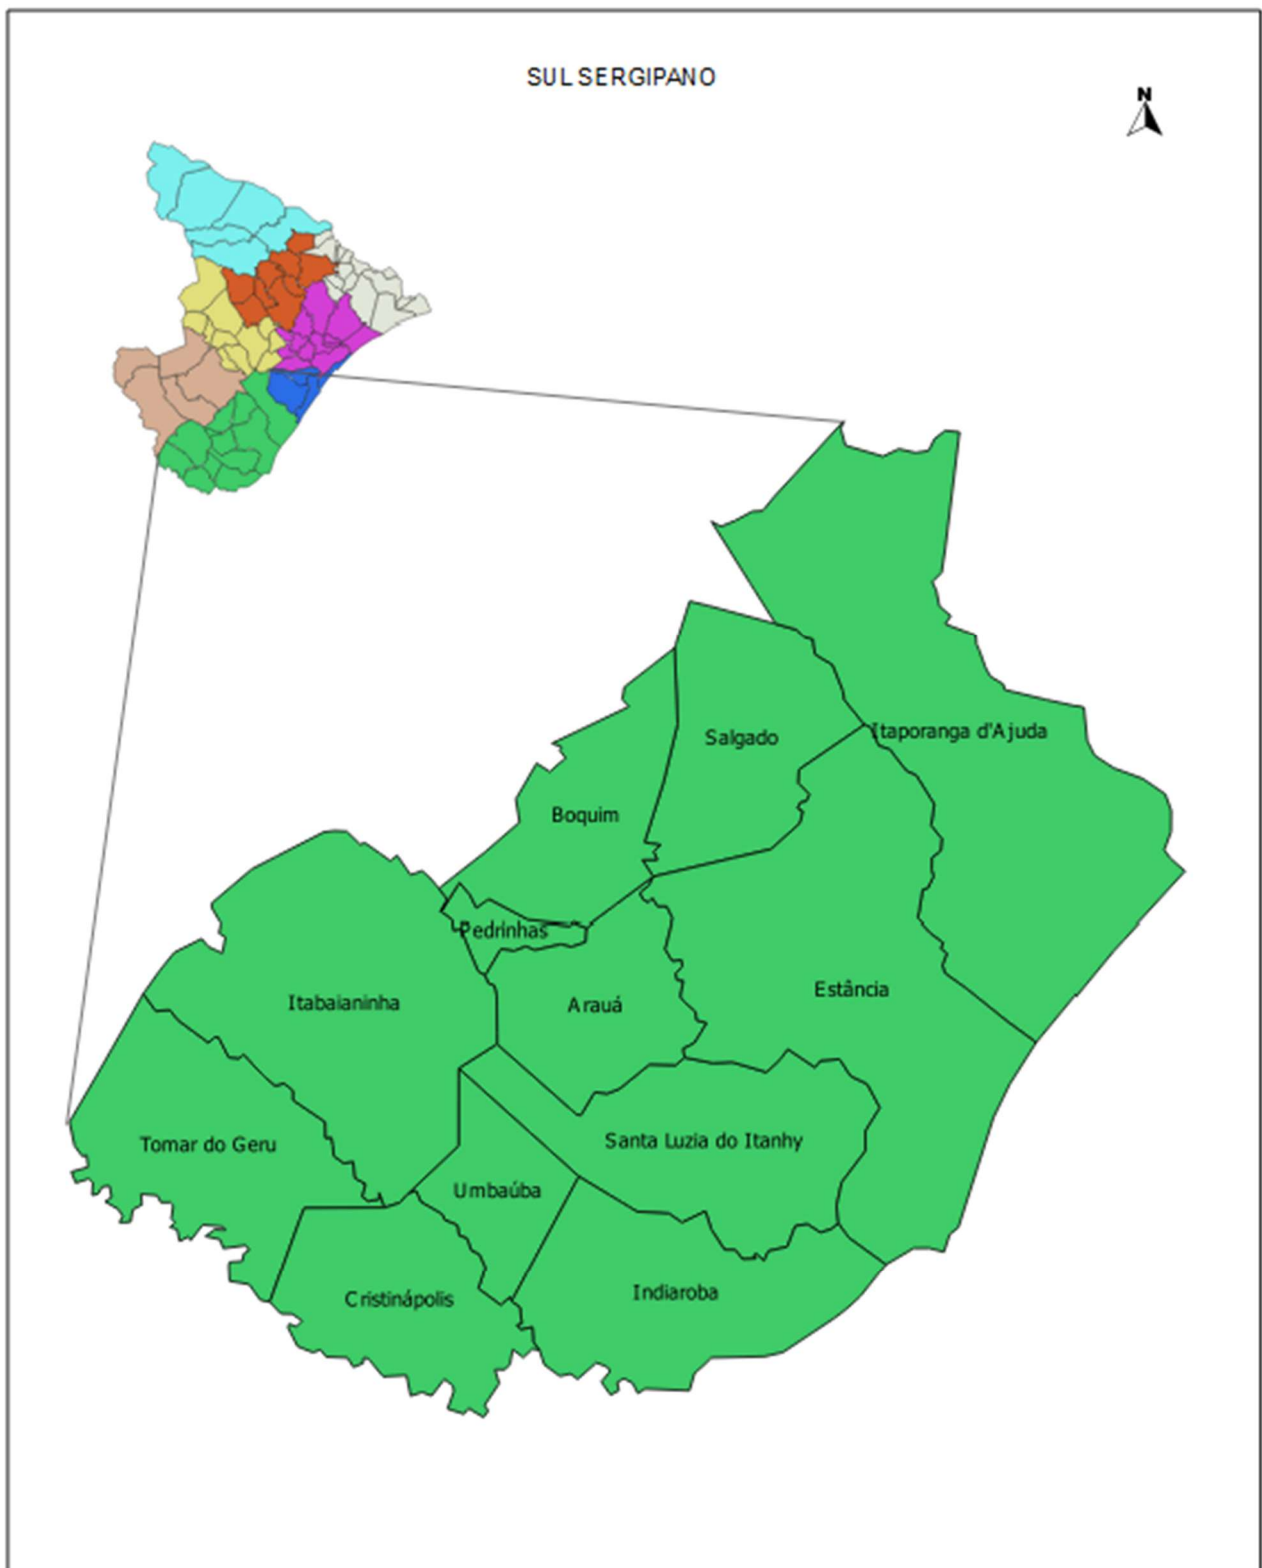 SUL SERGIPANO
N
Salgado
Itaporanga d'Ajuda
Boquim
Pedrinhas
Estância
Itabaianinha
Arauá
Tomar do Geru
Santa Luzia do Itanhy
Umbaúba
Indiaroba
Cristinápolis